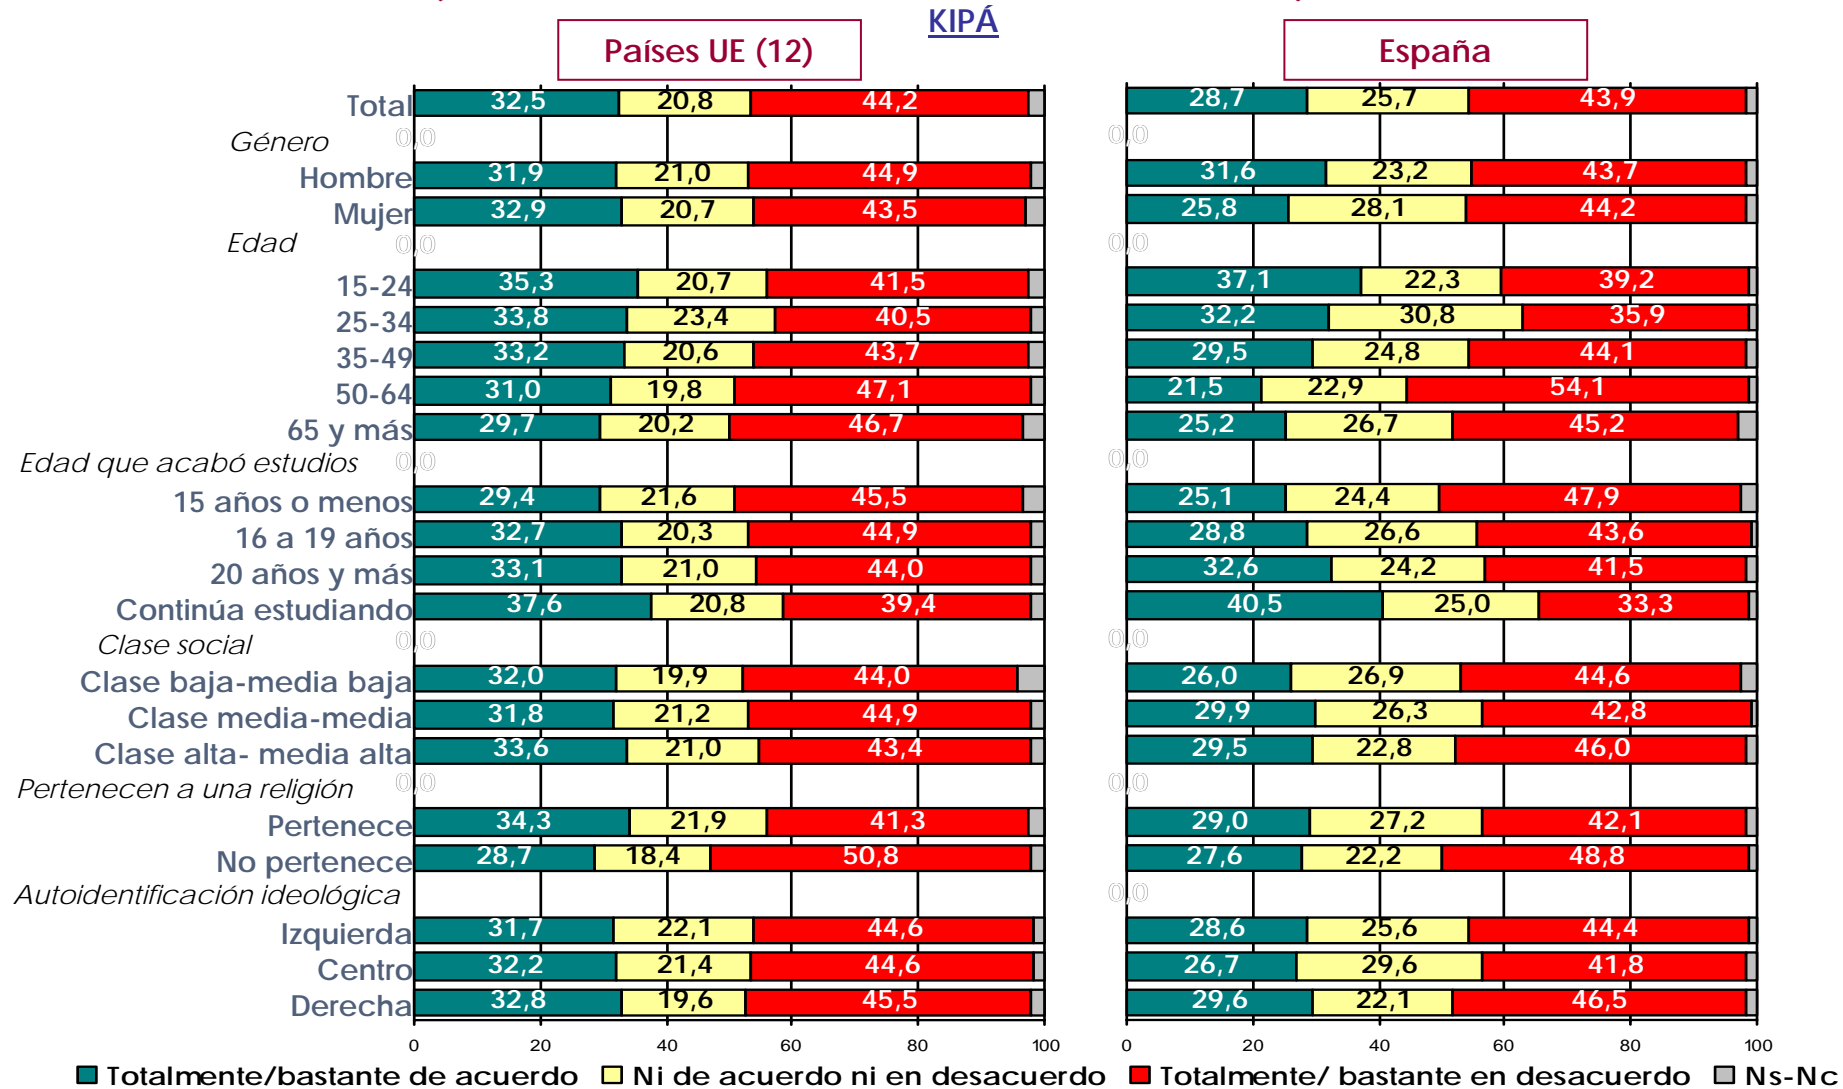 KIPÁ
Países UE (12) España
Total 32,5 20,8 44,2 28,7 25,7 43,9
Género 0,0 0,0
Hombre 31,9 21,0 44,9 31,6 23,2 43,7
Mujer 32,9 20,7 43,5 25,8 28,1 44,2
Edad 0,0 0,0
15-24 35,3 20,7 41,5 37,1 22,3 39,2
25-34 33,8 23,4 40,5 32,2 30,8 35,9
35-49 33,2 20,6 43,7 29,5 24,8 44,1
50-64 31,0 19,8 47,1 21,5 22,9 54,1
65 y más 29,7 20,2 46,7 25,2 26,7 45,2
Edad que acabó estudios 0,0 0,0
15 años o menos 29,4 21,6 45,5 25,1 24,4 47,9
16 a 19 años 32,7 20,3 44,9 28,8 26,6 43,6
20 años y más 33,1 21,0 44,0 32,6 24,2 41,5
Continúa estudiando 37,6 20,8 39,4 40,5 25,0 33,3
Clase social 0,0 0,0
Clase baja-media baja 32,0 19,9 44,0 26,0 26,9 44,6
Clase media-media 31,8 21,2 44,9 29,9 26,3 42,8
Clase alta- media alta 33,6 21,0 43,4 29,5 22,8 46,0
Pertenecen a una religión 0,0 0,0
Pertenece 34,3 21,9 41,3 29,0 27,2 42,1
No pertenece 28,7 18,4 50,8 27,6 22,2 48,8
Autoidentificación ideológica 0,0
Izquierda 31,7 22,1 44,6 28,6 25,6 44,4
Centro 32,2 21,4 44,6 26,7 29,6 41,8
Derecha 32,8 19,6 45,5 29,6 22,1 46,5
0 20 40 60 80 100 0 20 40 60 80 100
Totalmente/bastante de acuerdo Ni de acuerdo ni en desacuerdo Totalmente/ bastante en desacuerdo Ns-Nc